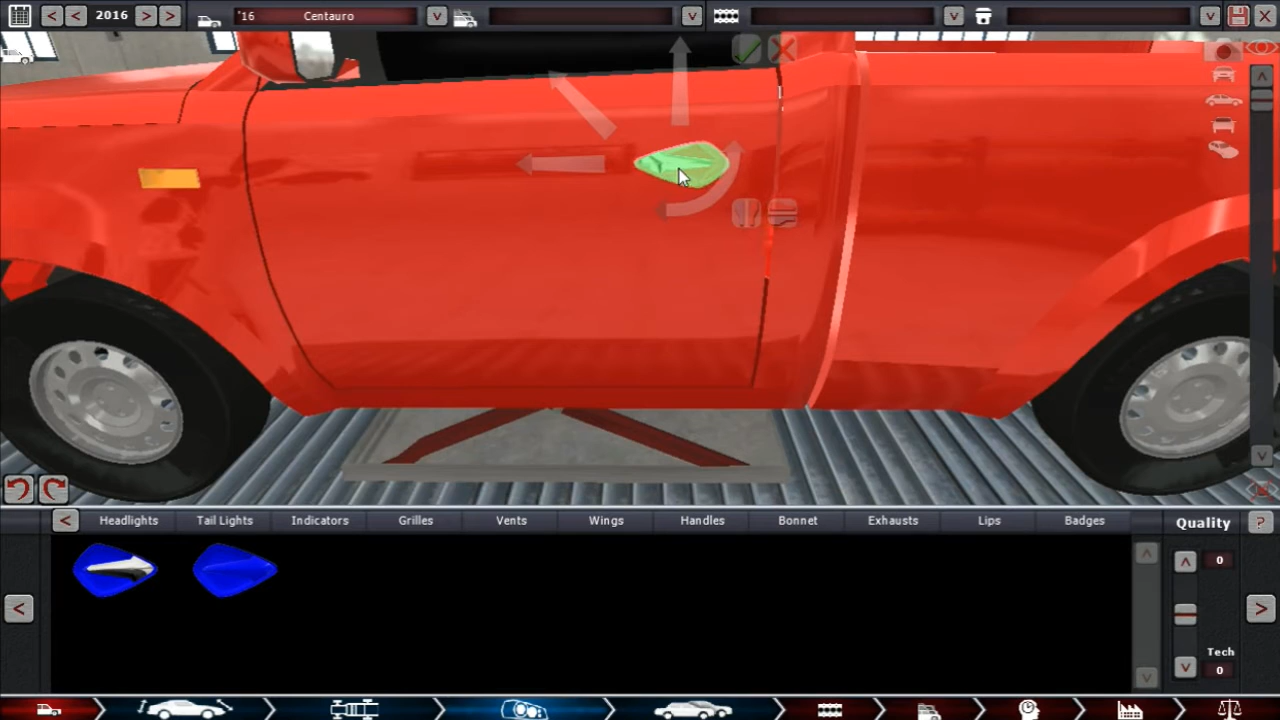 2016
'16 Centauro
Headlights Tail Lights Indicators Grilles Vents Wings Handles Bonnet Exhausts Lips Badges Quality ?
0
Tech
0